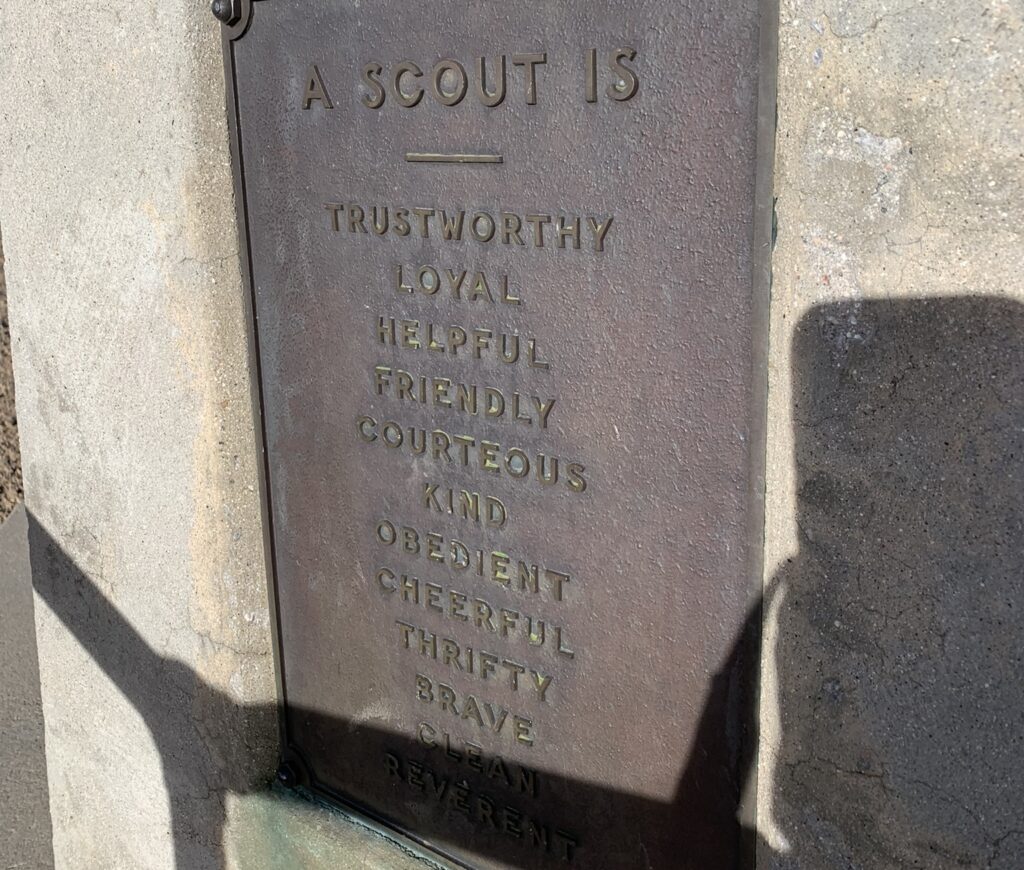 A SCOUT IS
TRUSTWORTHY
LOYAL
HELPFUL
FRIENDLY
COURTEOUS
KIND
OBEDIENT
CHEERFUL
THRIFTY
BRAVE
CLEAN
REVERENT